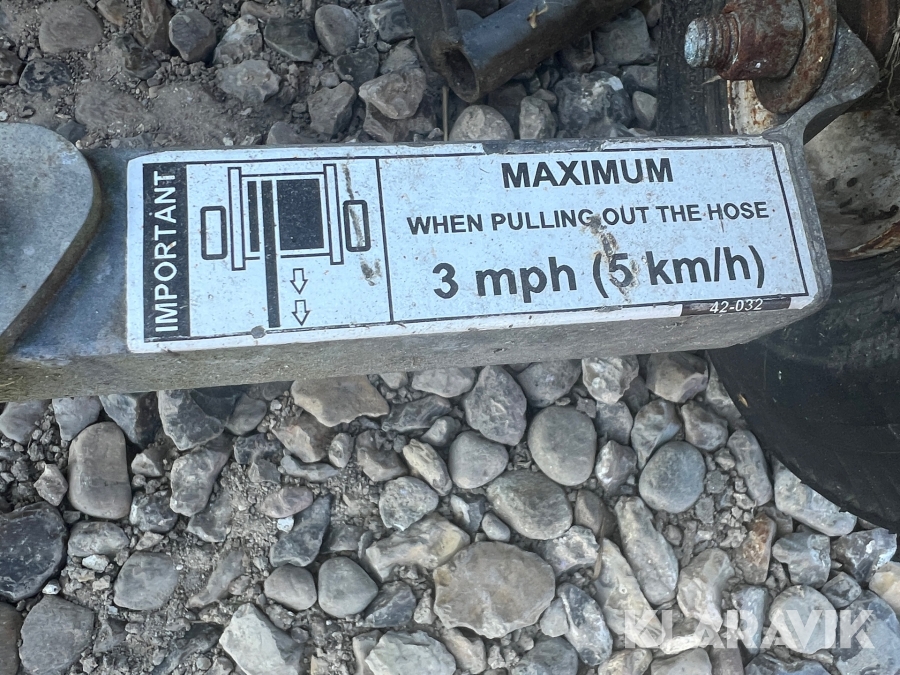 IMPORTANT
MAXIMUM
WHEN PULLING OUT THE HOSE
3 mph (5 km/h)
42-032
KLARAVIK